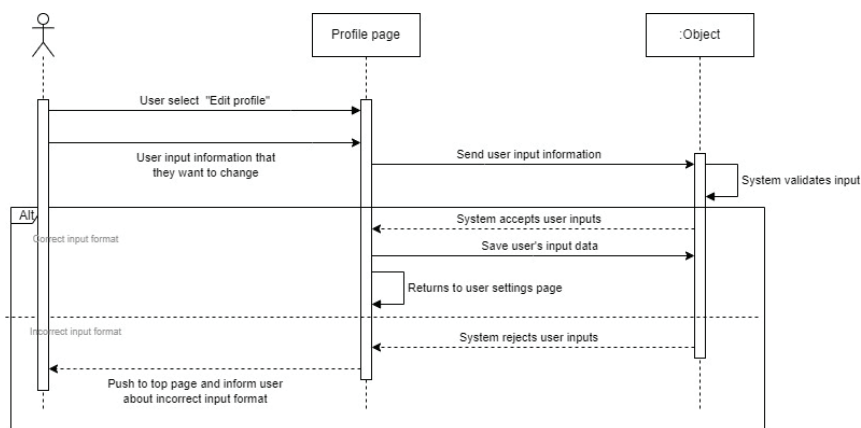 Profile page
:Object
User select "Edit profile"
User input information that
they want to change
Send user input information
System validates input
Alt
System accepts user inputs
Correct input format
Save user's input data
Returns to user settings page
Incorrect input format
System rejects user inputs
Push to top page and inform user
about incorrect input format